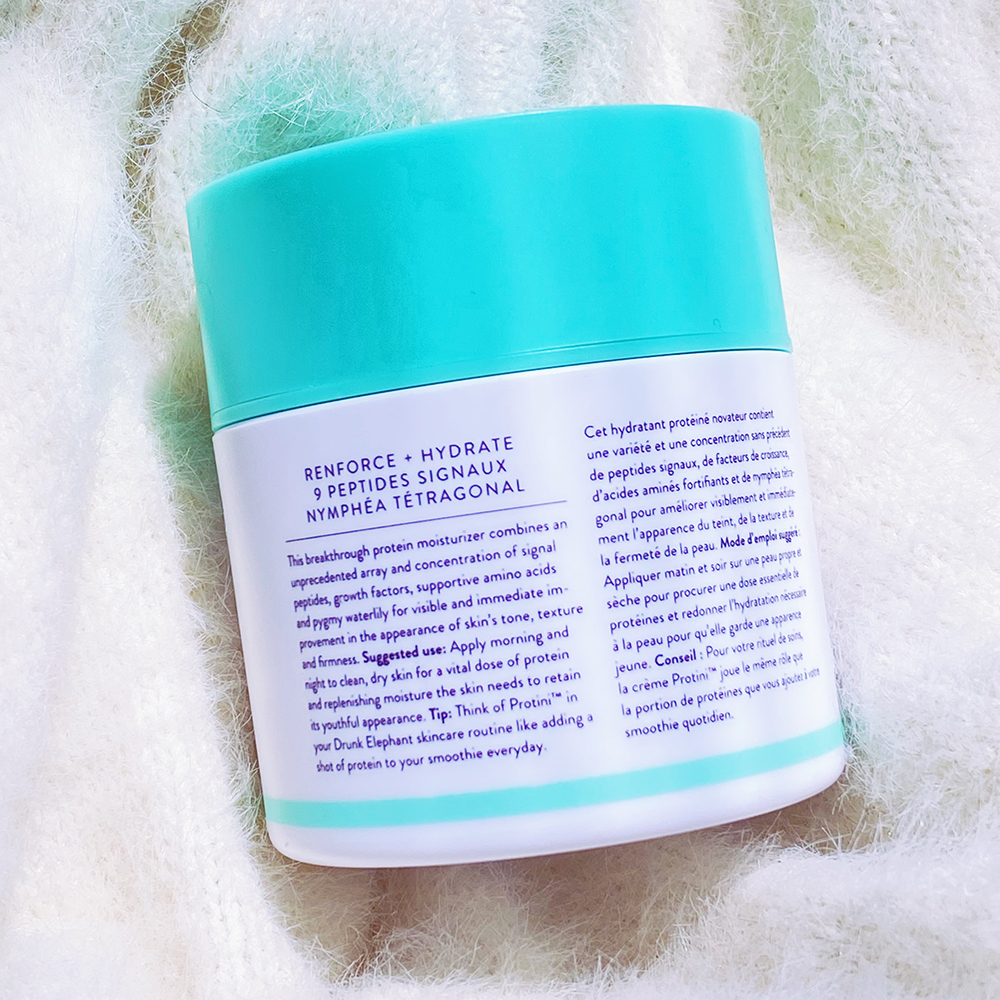 RENFORCE + HYDRATE
9 PEPTIDES SIGNAUX
NYMPHÉA TÉTRAGONAL
This breakthrough protein moisturizer combines an
unprecedented array and concentration of signal
peptides, growth factors, supportive amino acids
and pygmy waterlily for visible and immediate im-
provement in the appearance of skin's tone, texture
and firmness. Suggested use: Apply morning and
night to clean, dry skin for a vital dose of protein
and replenishing moisture the skin needs to retain
its youthful appearance. Tip: Think of Protini™ in
your Drunk Elephant skincare routine like adding a
shot of protein to your smoothie everyday.
Cet hydratant protéiné novateur contient
une variété et une concentration sans précédent
de peptides signaux, de facteurs de croissance,
d'acides aminés fortifiants et de nymphéa tétra-
gonal pour améliorer visiblement et immédiate-
ment l'apparence du teint, de la texture et de
la fermeté de la peau. Mode d'emploi suggéré :
Appliquer matin et soir sur une peau propre et
sèche pour procurer une dose essentielle de
protéines et redonner l'hydratation nécessaire
à la peau pour qu'elle garde une apparence
jeune. Conseil : Pour votre rituel de soins,
la crème Protini™ joue le même rôle que
la portion de protéines que vous ajoutez à votre
smoothie quotidien.